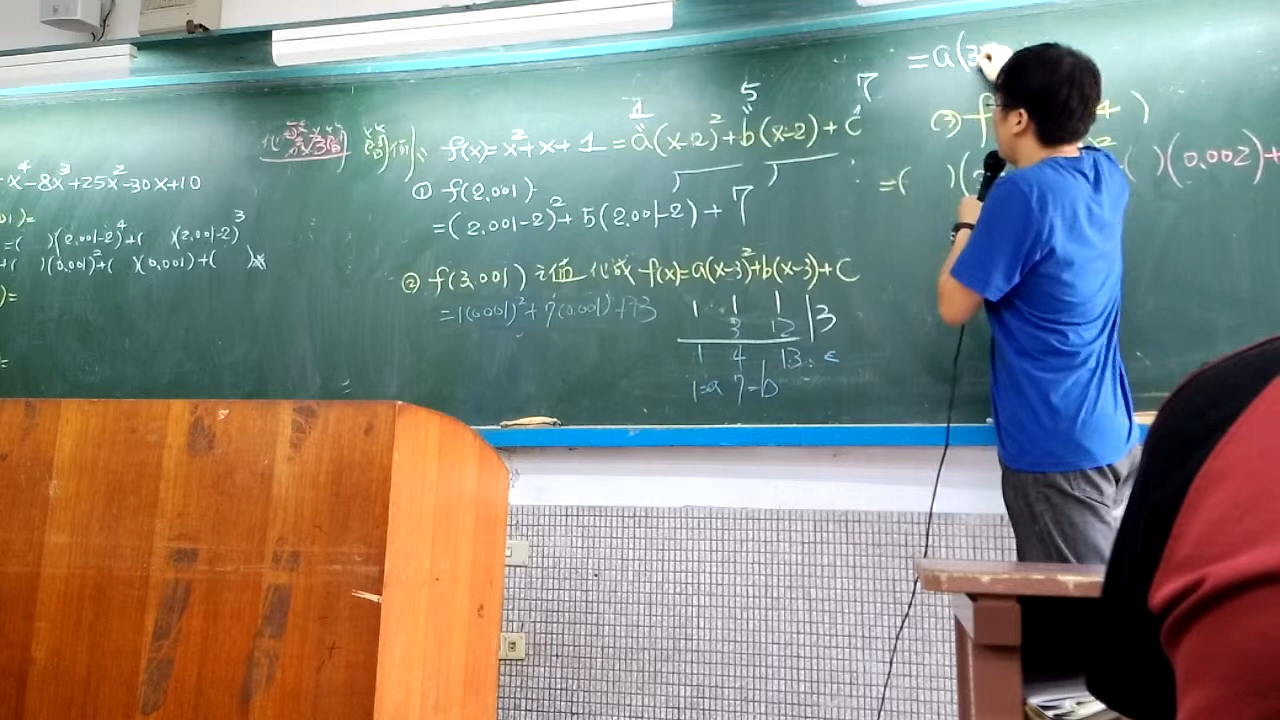 x⁴-8x³+25x²-30x+10
01)=
=( )(2.001-2)⁴+( )(2.001-2)³
+( )(0.001)²+( )(0.001)+( )
)=
f(x)=x²+x+1=a(x-2)²+b(x-2)+c
1 5 7
① f(2.001)
=(2.001-2)²+5(2.001-2)+7
② f(3.001)之值 化成 f(x)=a(x-3)²+b(x-3)+C
=1(0.001)²+7(0.001)+13
1 1 1 |3
3 12
1 4 13=c
1=a 7=b
=a(3
③ f 4 )
=( )( 2 ( )(0.002)+